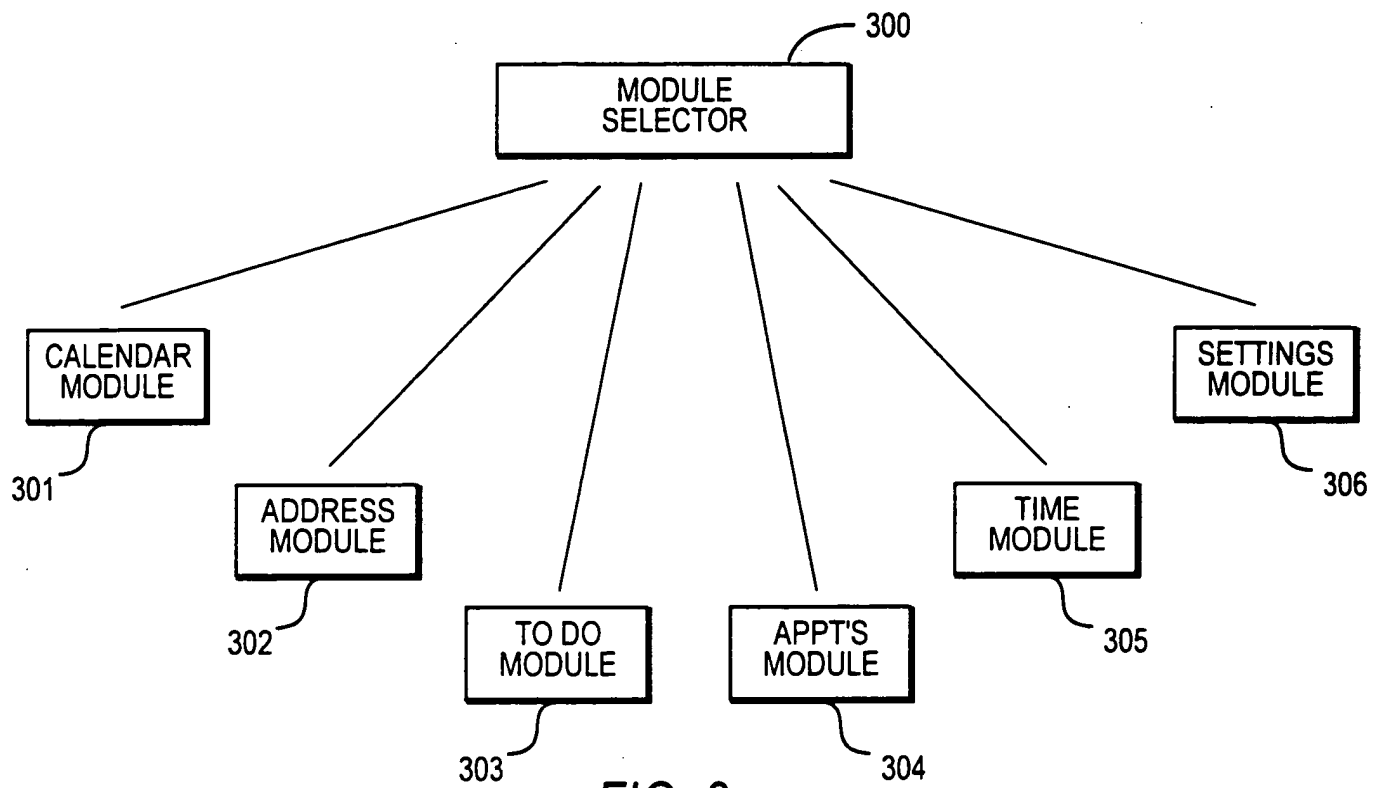 300
MODULE
SELECTOR
CALENDAR
MODULE
301
ADDRESS
MODULE
302
TO DO
MODULE
303
APPT'S
MODULE
304
TIME
MODULE
305
SETTINGS
MODULE
306